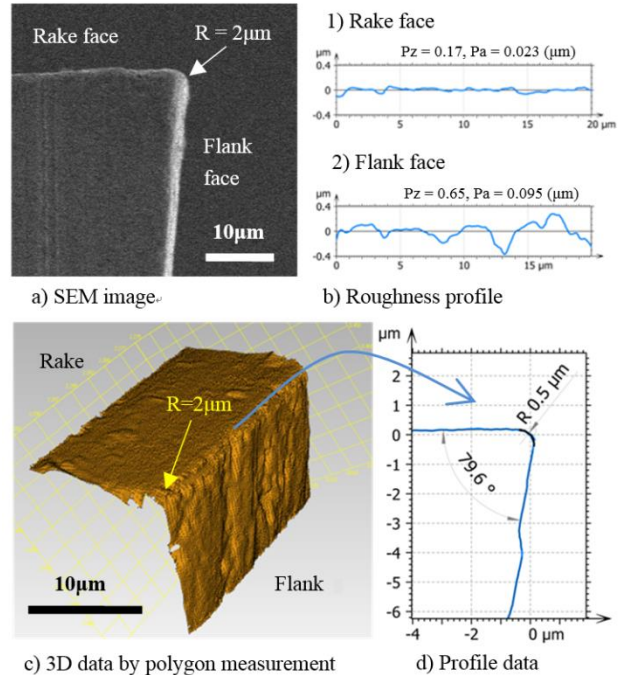 Rake face
R = 2μm
Flank
face
10μm
a) SEM image
1) Rake face
Pz = 0.17, Pa = 0.023 (μm)
μm
0.4
0
-0.4
0
5
10
15
20 μm
2) Flank face
Pz = 0.65, Pa = 0.095 (μm)
μm
0.4
0
-0.4
0
5
10
15 μm
b) Roughness profile
Rake
R=2μm
10μm
Flank
c) 3D data by polygon measurement
μm
2
1
0
-1
-2
-3
-4
-5
-6
-4
-2
0 μm
R 0.5 μm
79.6 °
d) Profile data